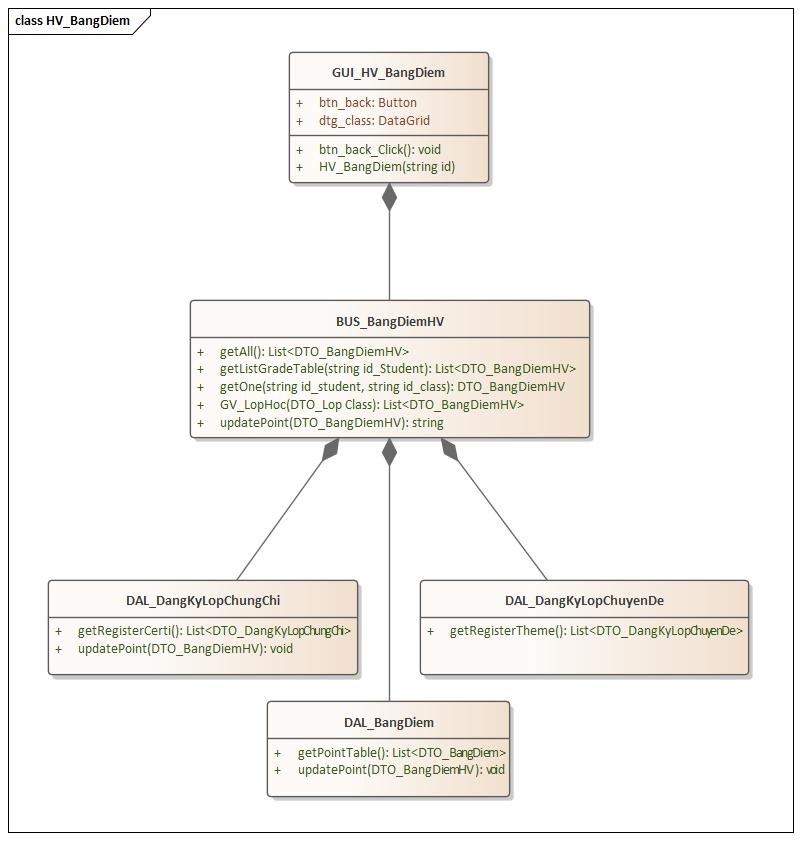 class HV_BangDiem
GUI_HV_BangDiem
+ btn_back: Button
+ dtg_class: DataGrid
+ btn_back_Click(): void
+ HV_BangDiem(string id)
BUS_BangDiemHV
+ getAll(): List<DTO_BangDiemHV>
+ getListGradeTable(string id_Student): List<DTO_BangDiemHV>
+ getOne(string id_student, string id_class): DTO_BangDiemHV
+ GV_LopHoc(DTO_Lop Class): List<DTO_BangDiemHV>
+ updatePoint(DTO_BangDiemHV): string
DAL_DangKyLopChungChi
+ getRegisterCerti(): List<DTO_DangKyLopChungChi>
+ updatePoint(DTO_BangDiemHV): void
DAL_DangKyLopChuyenDe
+ getRegisterTheme(): List<DTO_DangKyLopChuyenDe>
DAL_BangDiem
+ getPointTable(): List<DTO_BangDiem>
+ updatePoint(DTO_BangDiemHV): void